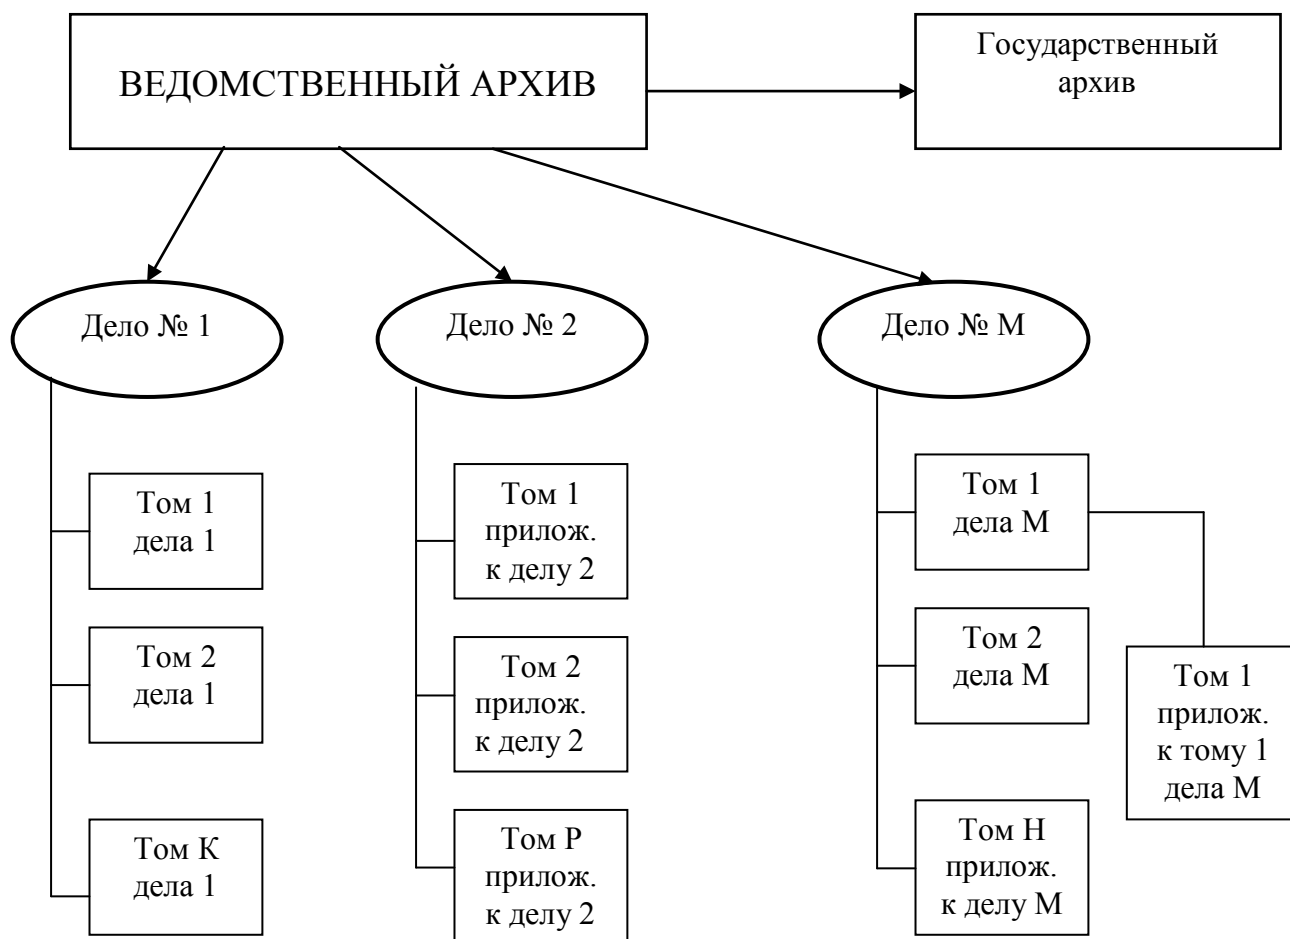 ВЕДОМСТВЕННЫЙ АРХИВ
Государственный
архив
Дело № 1
Дело № 2
Дело № М
Том 1
дела 1
Том 2
дела 1
Том К
дела 1
Том 1
прилож.
к делу 2
Том 2
прилож.
к делу 2
Том Р
прилож.
к делу 2
Том 1
дела М
Том 2
дела М
Том Н
прилож.
к делу М
Том 1
прилож.
к тому 1
дела М